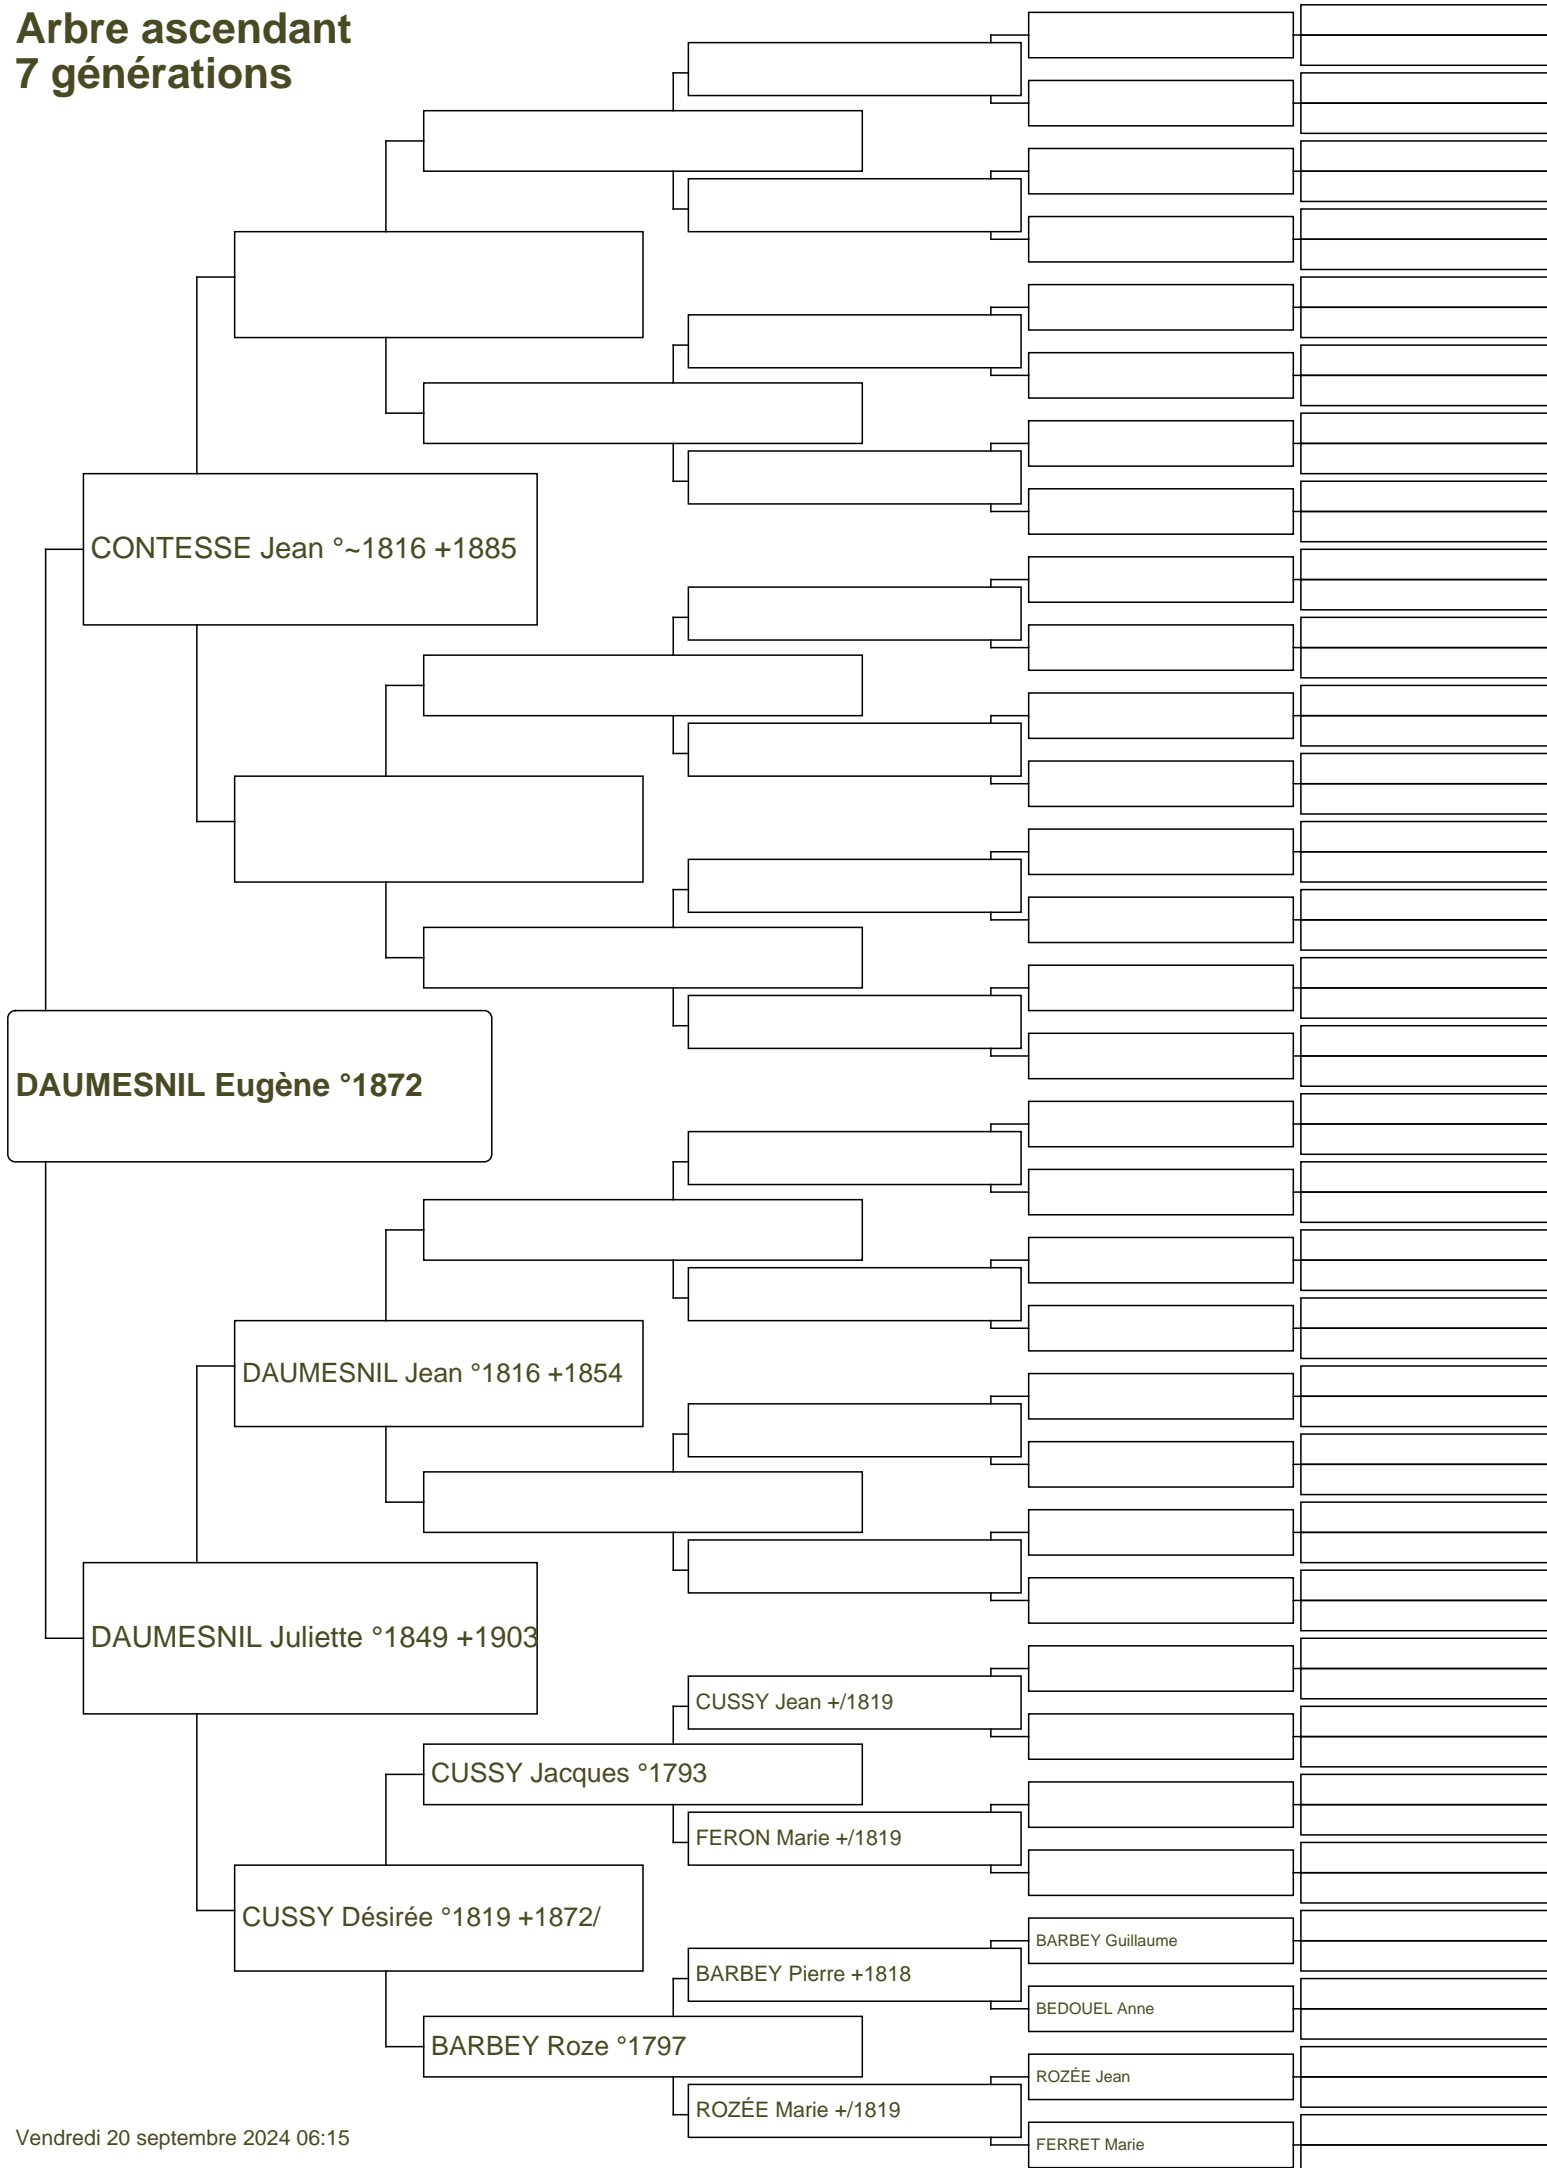 Arbre ascendant
7 générations
CONTESSE Jean °~1816 +1885
DAUMESNIL Eugène °1872
DAUMESNIL Jean °1816 +1854
DAUMESNIL Juliette °1849 +1903
CUSSY Jean +/1819
CUSSY Jacques °1793
FERON Marie +/1819
CUSSY Désirée °1819 +1872/
BARBEY Guillaume
BARBEY Pierre +1818
BEDOUEL Anne
BARBEY Roze °1797
ROZÉE Jean
ROZÉE Marie +/1819
FERRET Marie
Vendredi 20 septembre 2024 06:15